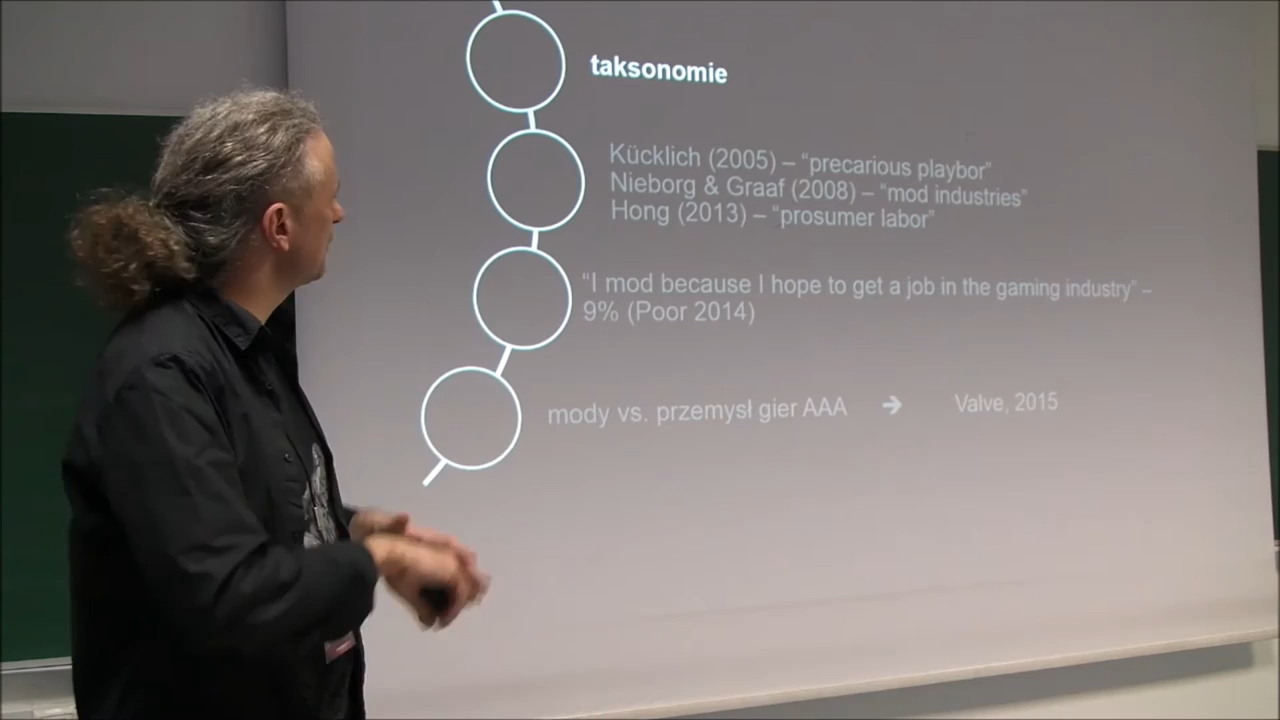 taksonomie
Kücklich (2005) – “precarious playbor”
Nieborg & Graaf (2008) – “mod industries”
Hong (2013) – “prosumer labor”
“I mod because I hope to get a job in the gaming industry” –
9% (Poor 2014)
mody vs. przemysł gier AAA ➔ Valve, 2015